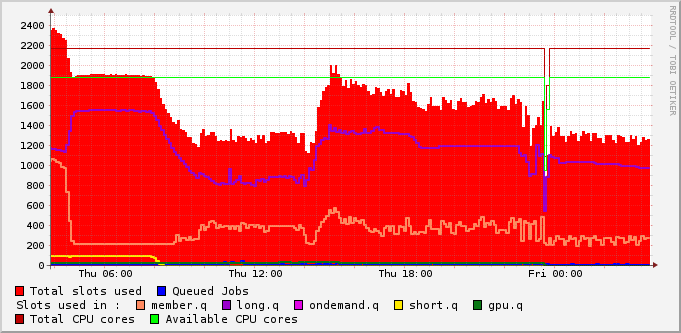 RRDTOOL / TOBI OETIKER
2400
2200
2000
1800
1600
1400
1200
1000
800
600
400
200
0
Thu 06:00 Thu 12:00 Thu 18:00 Fri 00:00
Total slots used Queued Jobs
Slots used in : member.q long.q ondemand.q short.q gpu.q
Total CPU cores Available CPU cores